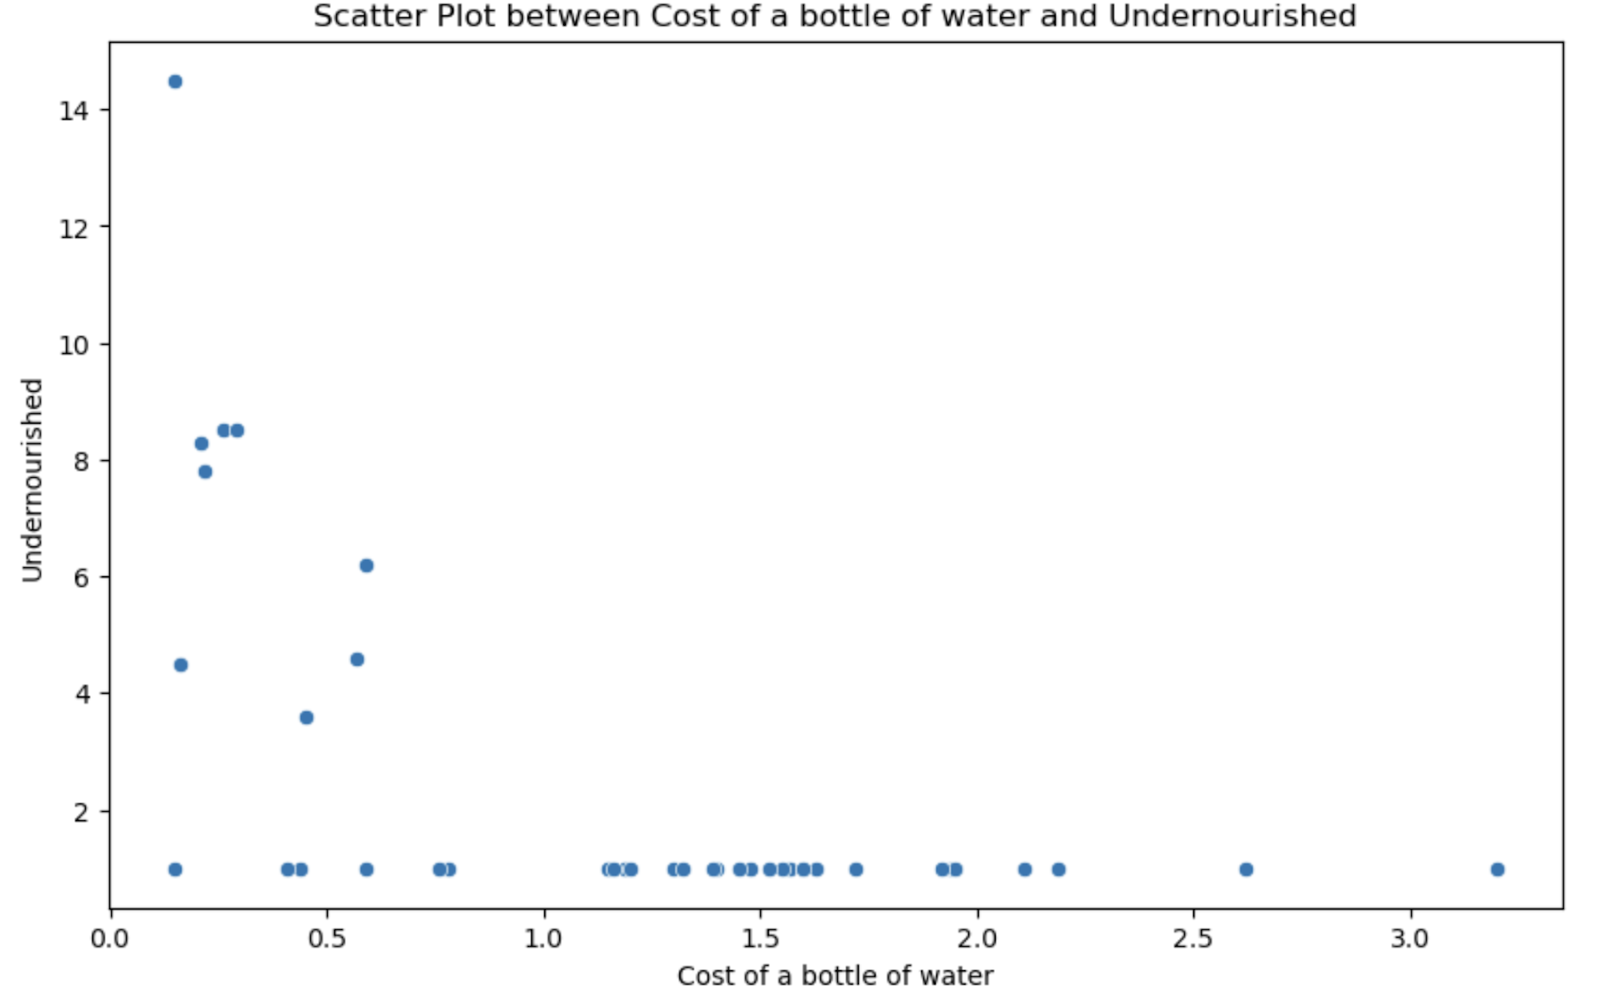 Scatter Plot between Cost of a bottle of water and Undernourished
Undernourished
14
12
10
8
6
4
2
0.0 0.5 1.0 1.5 2.0 2.5 3.0
Cost of a bottle of water